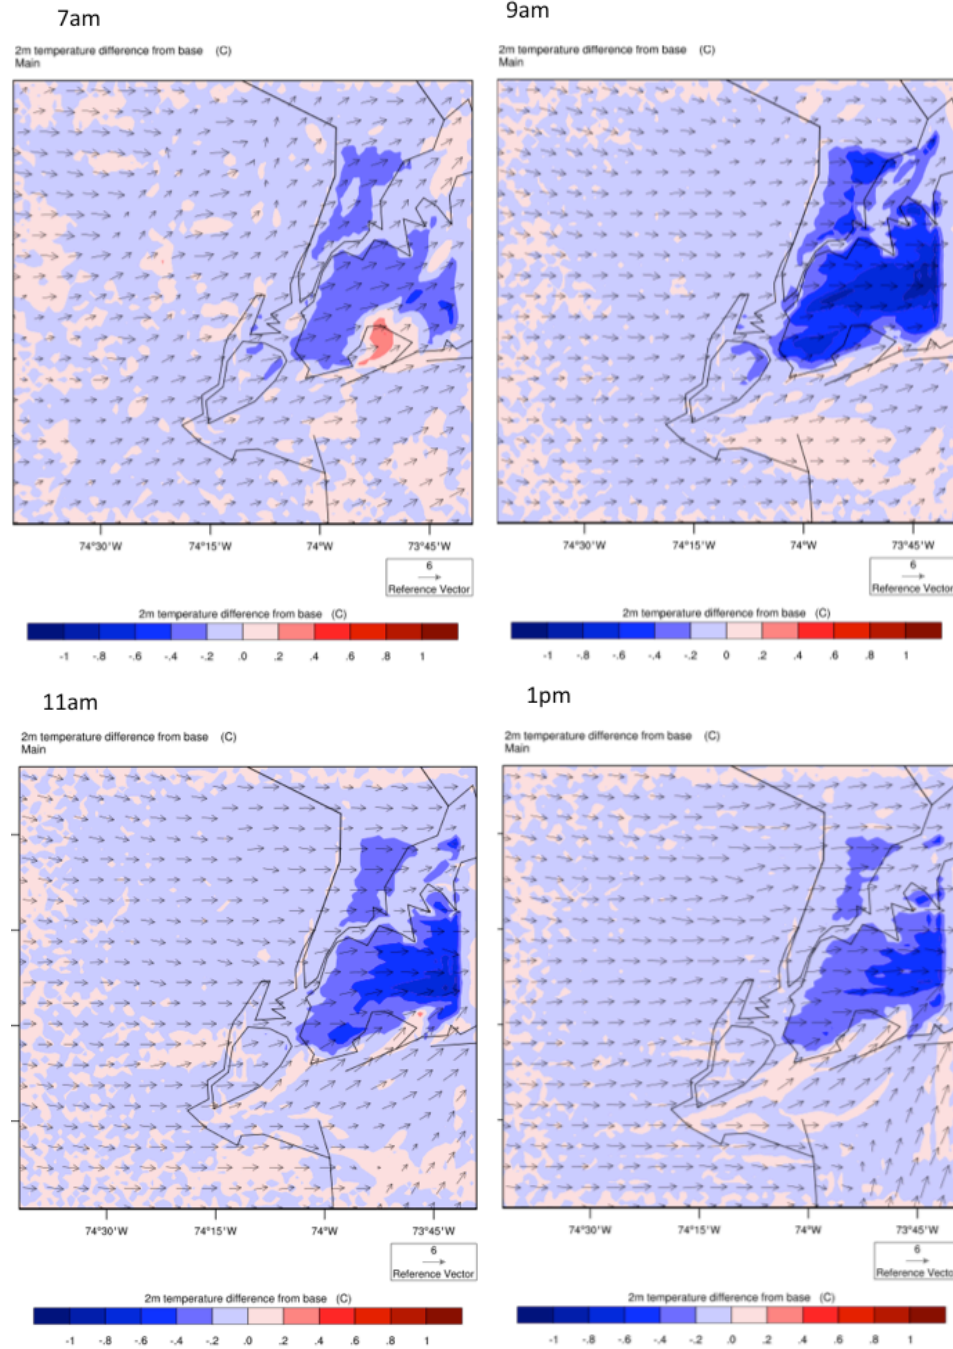 7am
2m temperature difference from base (C)
Main
74°30'W 74°15'W 74°W 73°45'W
6
Reference Vector
2m temperature difference from base (C)
-1 -.8 -.6 -.4 -.2 .0 .2 .4 .6 .8 1
9am
2m temperature difference from base (C)
Main
74°30'W 74°15'W 74°W 73°45'W
6
Reference Vector
2m temperature difference from base (C)
-1 -.8 -.6 -.4 -.2 0 .2 .4 .6 .8 1
11am
2m temperature difference from base (C)
Main
74°30'W 74°15'W 74°W 73°45'W
6
Reference Vector
2m temperature difference from base (C)
-1 -.8 -.6 -.4 -.2 .0 .2 .4 .6 .8 1
1pm
2m temperature difference from base (C)
Main
74°30'W 74°15'W 74°W 73°45'W
6
Reference Vector
2m temperature difference from base (C)
-1 -.8 -.6 -.4 -.2 .0 .2 .4 .6 .8 1